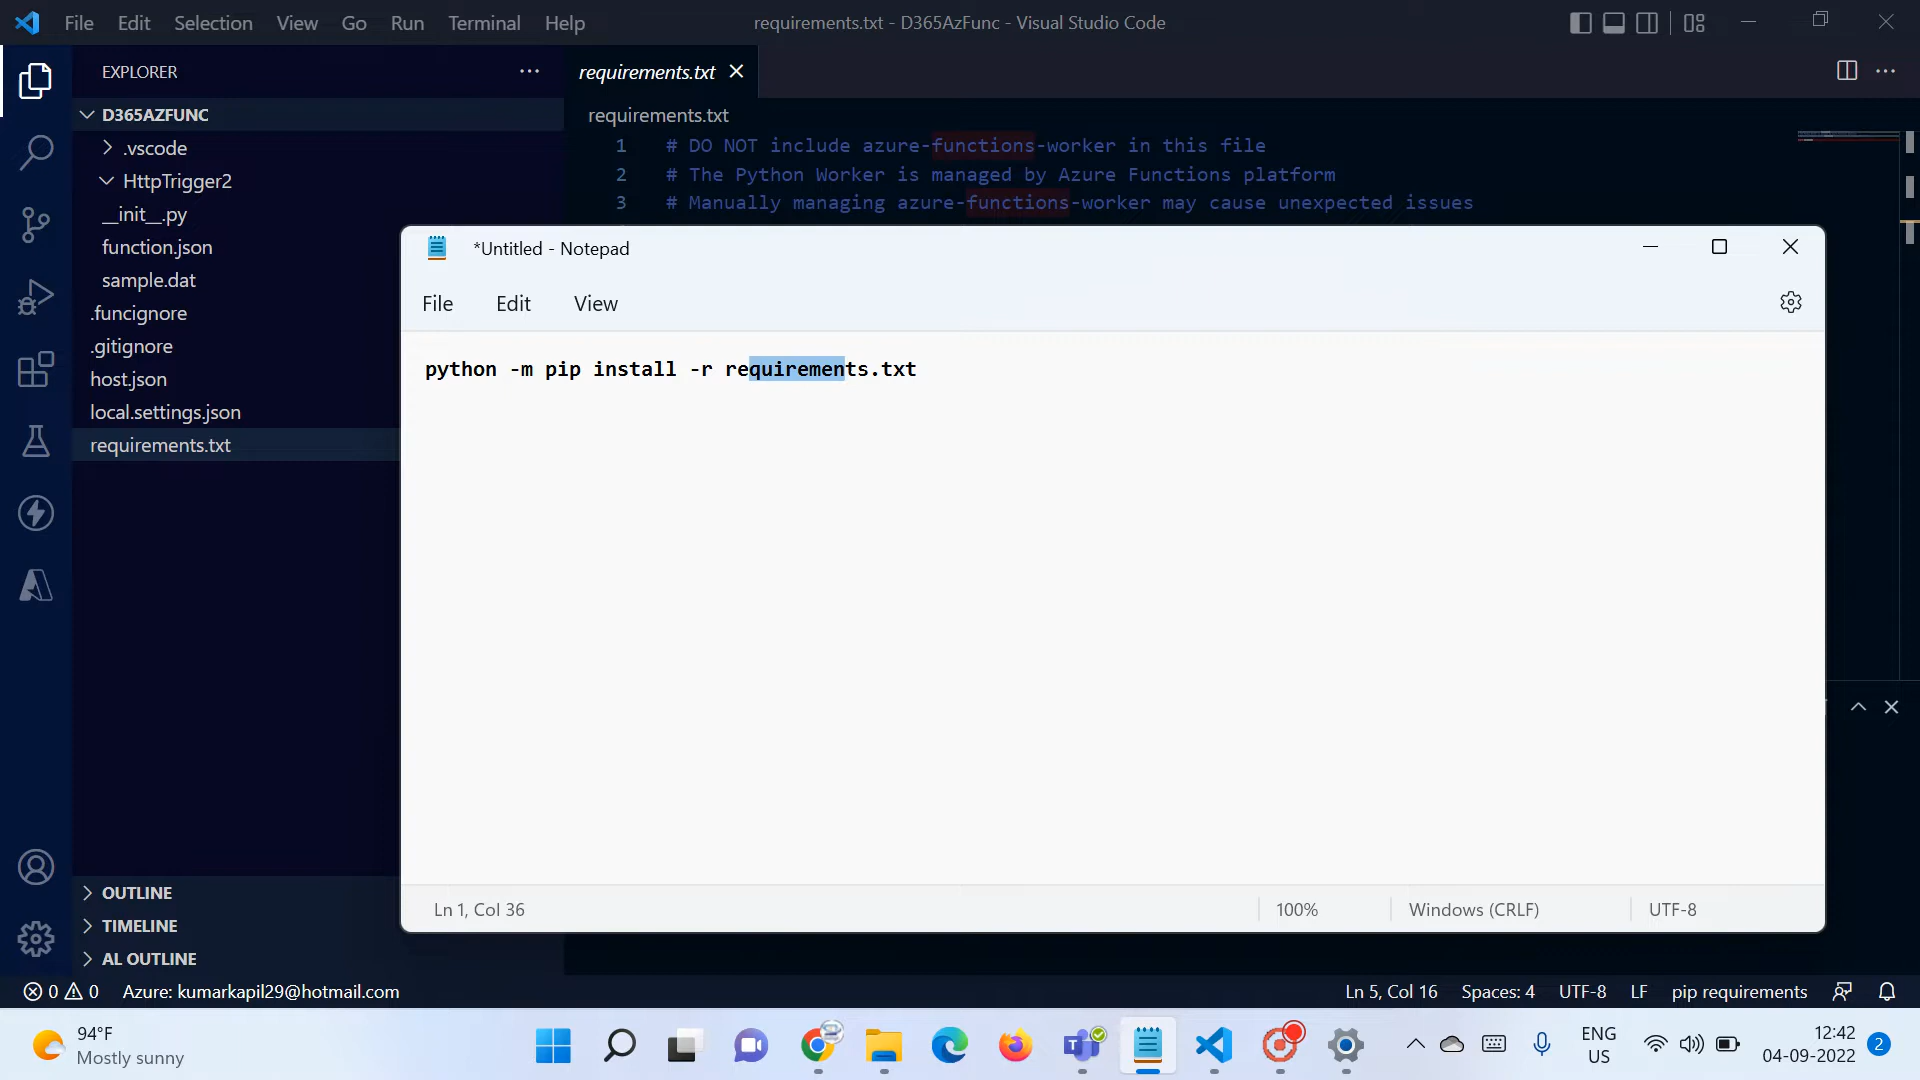 File Edit Selection View Go Run Terminal Help
requirements.txt - D365AzFunc - Visual Studio Code
EXPLORER
requirements.txt
D365AZFUNC
requirements.txt
.vscode
HttpTrigger2
__init__.py
function.json
sample.dat
.funcignore
.gitignore
host.json
local.settings.json
requirements.txt
1 # DO NOT include azure-functions-worker in this file
2 # The Python Worker is managed by Azure Functions platform
3 # Manually managing azure-functions-worker may cause unexpected issues
*Untitled - Notepad
File Edit View
python -m pip install -r requirements.txt
Ln 1, Col 36
100%
Windows (CRLF)
UTF-8
OUTLINE
TIMELINE
AL OUTLINE
0 0 Azure: kumarkapil29@hotmail.com
Ln 5, Col 16 Spaces: 4 UTF-8 LF pip requirements
94°F
Mostly sunny
ENG
US
12:42
04-09-2022
2